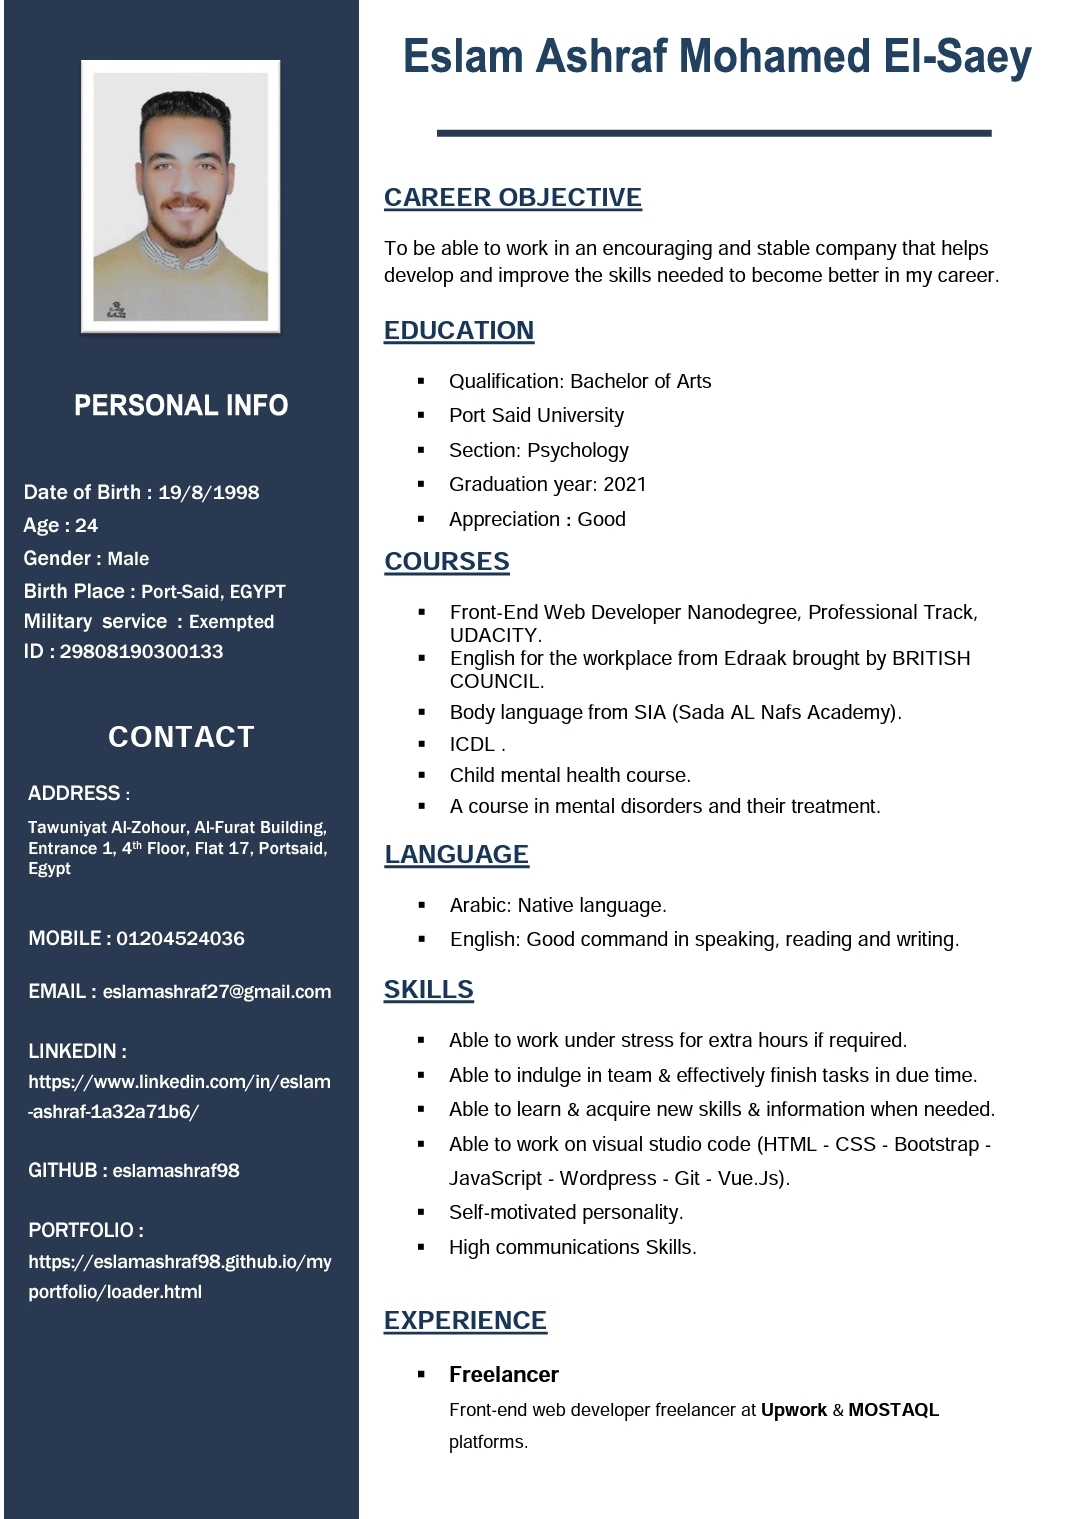 Eslam Ashraf Mohamed El-Saey
PERSONAL INFO
Date of Birth : 19/8/1998
Age : 24
Gender : Male
Birth Place : Port-Said, EGYPT
Military service : Exempted
ID : 29808190300133
CONTACT
ADDRESS :
Tawuniyat Al-Zohour, Al-Furat Building,
Entrance 1, 4th Floor, Flat 17, Portsaid,
Egypt
MOBILE : 01204524036
EMAIL : eslamashraf27@gmail.com
LINKEDIN :
https://www.linkedin.com/in/eslam
-ashraf-1a32a71b6/
GITHUB : eslamashraf98
PORTFOLIO :
https://eslamashraf98.github.io/my
portfolio/loader.html
CAREER OBJECTIVE
To be able to work in an encouraging and stable company that helps
develop and improve the skills needed to become better in my career.
EDUCATION
▪ Qualification: Bachelor of Arts
▪ Port Said University
▪ Section: Psychology
▪ Graduation year: 2021
▪ Appreciation : Good
COURSES
▪ Front-End Web Developer Nanodegree, Professional Track,
UDACITY.
▪ English for the workplace from Edraak brought by BRITISH
COUNCIL.
▪ Body language from SIA (Sada AL Nafs Academy).
▪ ICDL .
▪ Child mental health course.
▪ A course in mental disorders and their treatment.
LANGUAGE
▪ Arabic: Native language.
▪ English: Good command in speaking, reading and writing.
SKILLS
▪ Able to work under stress for extra hours if required.
▪ Able to indulge in team & effectively finish tasks in due time.
▪ Able to learn & acquire new skills & information when needed.
▪ Able to work on visual studio code (HTML - CSS - Bootstrap -
JavaScript - Wordpress - Git - Vue.Js).
▪ Self-motivated personality.
▪ High communications Skills.
EXPERIENCE
▪ Freelancer
Front-end web developer freelancer at Upwork & MOSTAQL
platforms.